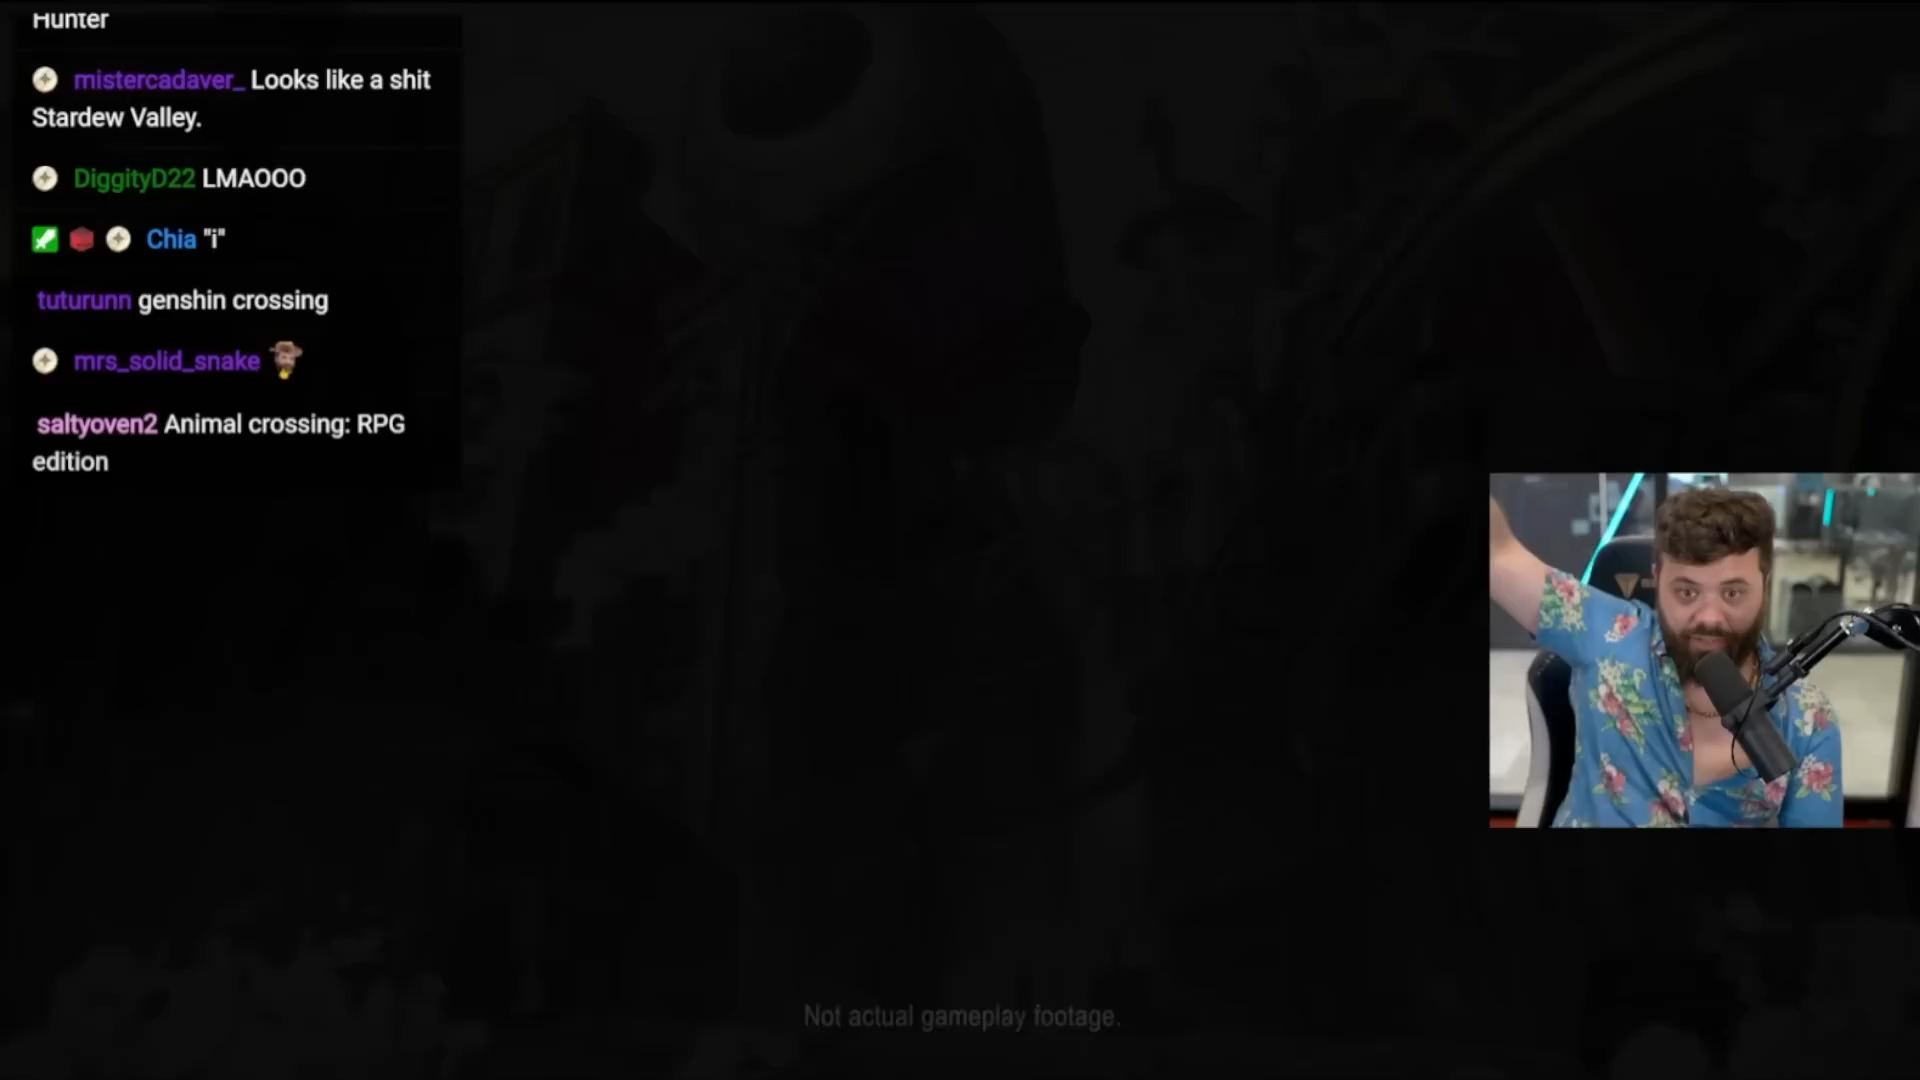 Hunter
mistercadaver_ Looks like a shit
Stardew Valley.
DiggityD22 LMAOOO
Chia "i"
tuturunn genshin crossing
mrs_solid_snake
saltyoven2 Animal crossing: RPG
edition
Not actual gameplay footage.